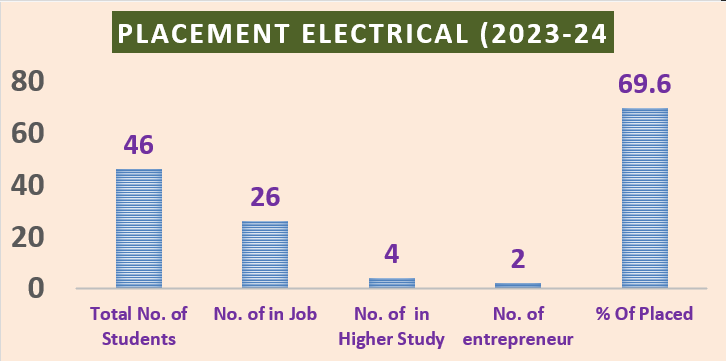 PLACEMENT ELECTRICAL (2023-24
80
60
40
20
0
46
26
4
2
69.6
Total No. of
Students
No. of in Job
No. of in
Higher Study
No. of
entrepreneur
% Of Placed